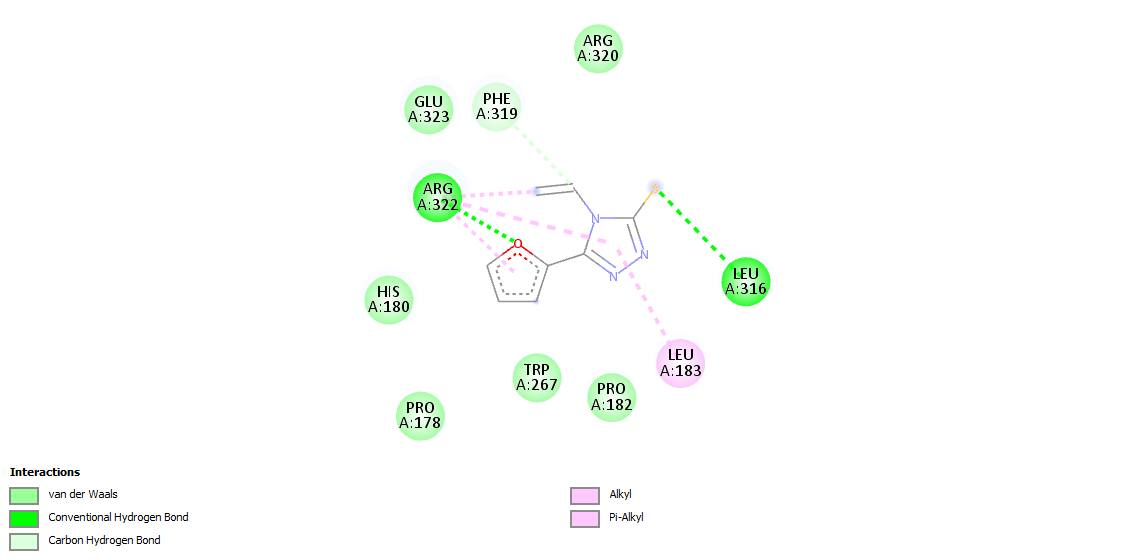 ARG
A:320
GLU
A:323
PHE
A:319
ARG
A:322
S
N
O
N
N
HIS
A:180
LEU
A:316
LEU
A:183
TRP
A:267
PRO
A:182
PRO
A:178
Interactions
van der Waals
Conventional Hydrogen Bond
Carbon Hydrogen Bond
Alkyl
Pi-Alkyl